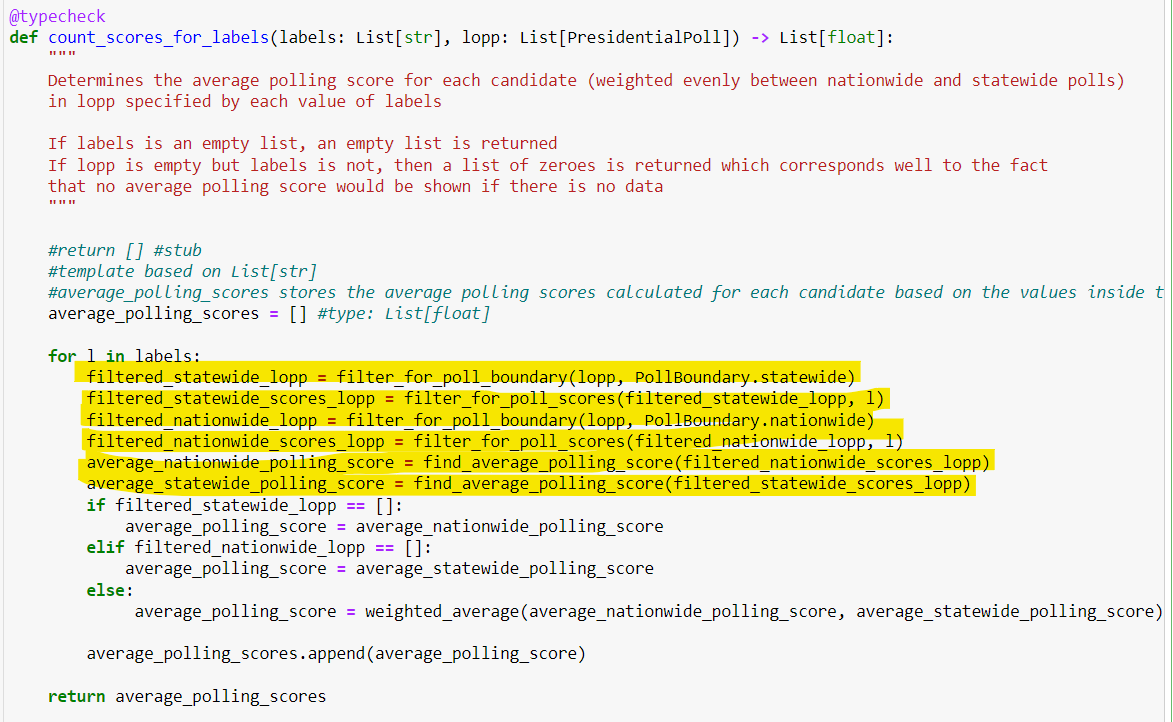 @typecheck
def count_scores_for_labels(labels: List[str], lopp: List[PresidentialPoll]) -> List[float]:
    """
    Determines the average polling score for each candidate (weighted evenly between nationwide and statewide polls)
    in lopp specified by each value of labels
    If labels is an empty list, an empty list is returned
    If lopp is empty but labels is not, then a list of zeroes is returned which corresponds well to the fact
    that no average polling score would be shown if there is no data
    """
    #return [] #stub
    #template based on List[str]
    #average_polling_scores stores the average polling scores calculated for each candidate based on the values inside t
    average_polling_scores = [] #type: List[float]
    for l in labels:
        filtered_statewide_lopp = filter_for_poll_boundary(lopp, PollBoundary.statewide)
        filtered_statewide_scores_lopp = filter_for_poll_scores(filtered_statewide_lopp, l)
        filtered_nationwide_lopp = filter_for_poll_boundary(lopp, PollBoundary.nationwide)
        filtered_nationwide_scores_lopp = filter_for_poll_scores(filtered_nationwide_lopp, l)
        average_nationwide_polling_score = find_average_polling_score(filtered_nationwide_scores_lopp)
        average_statewide_polling_score = find_average_polling_score(filtered_statewide_scores_lopp)
        if filtered_statewide_lopp == []:
            average_polling_score = average_nationwide_polling_score
        elif filtered_nationwide_lopp == []:
            average_polling_score = average_statewide_polling_score
        else:
             average_polling_score = weighted_average(average_nationwide_polling_score, average_statewide_polling_score)
        average_polling_scores.append(average_polling_score)
    return average_polling_scores